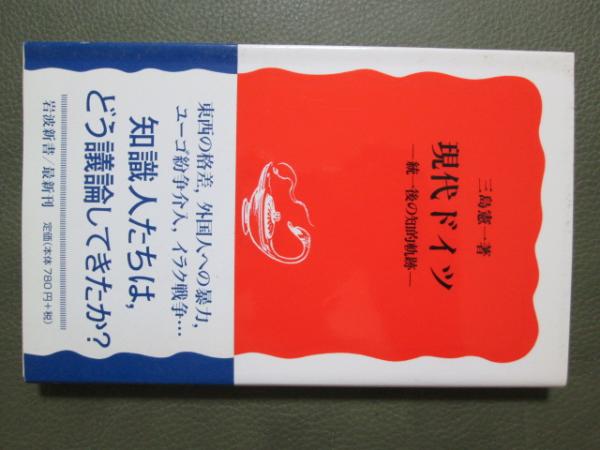 三島憲一著
現代ドイツ
―統一後の知的軌跡―
東西の格差，外国人への暴力，
ユーゴ紛争介入，イラク戦争…
知識人たちは，
どう議論してきたか？
岩波新書/最新刊
定価(本体780円+税)